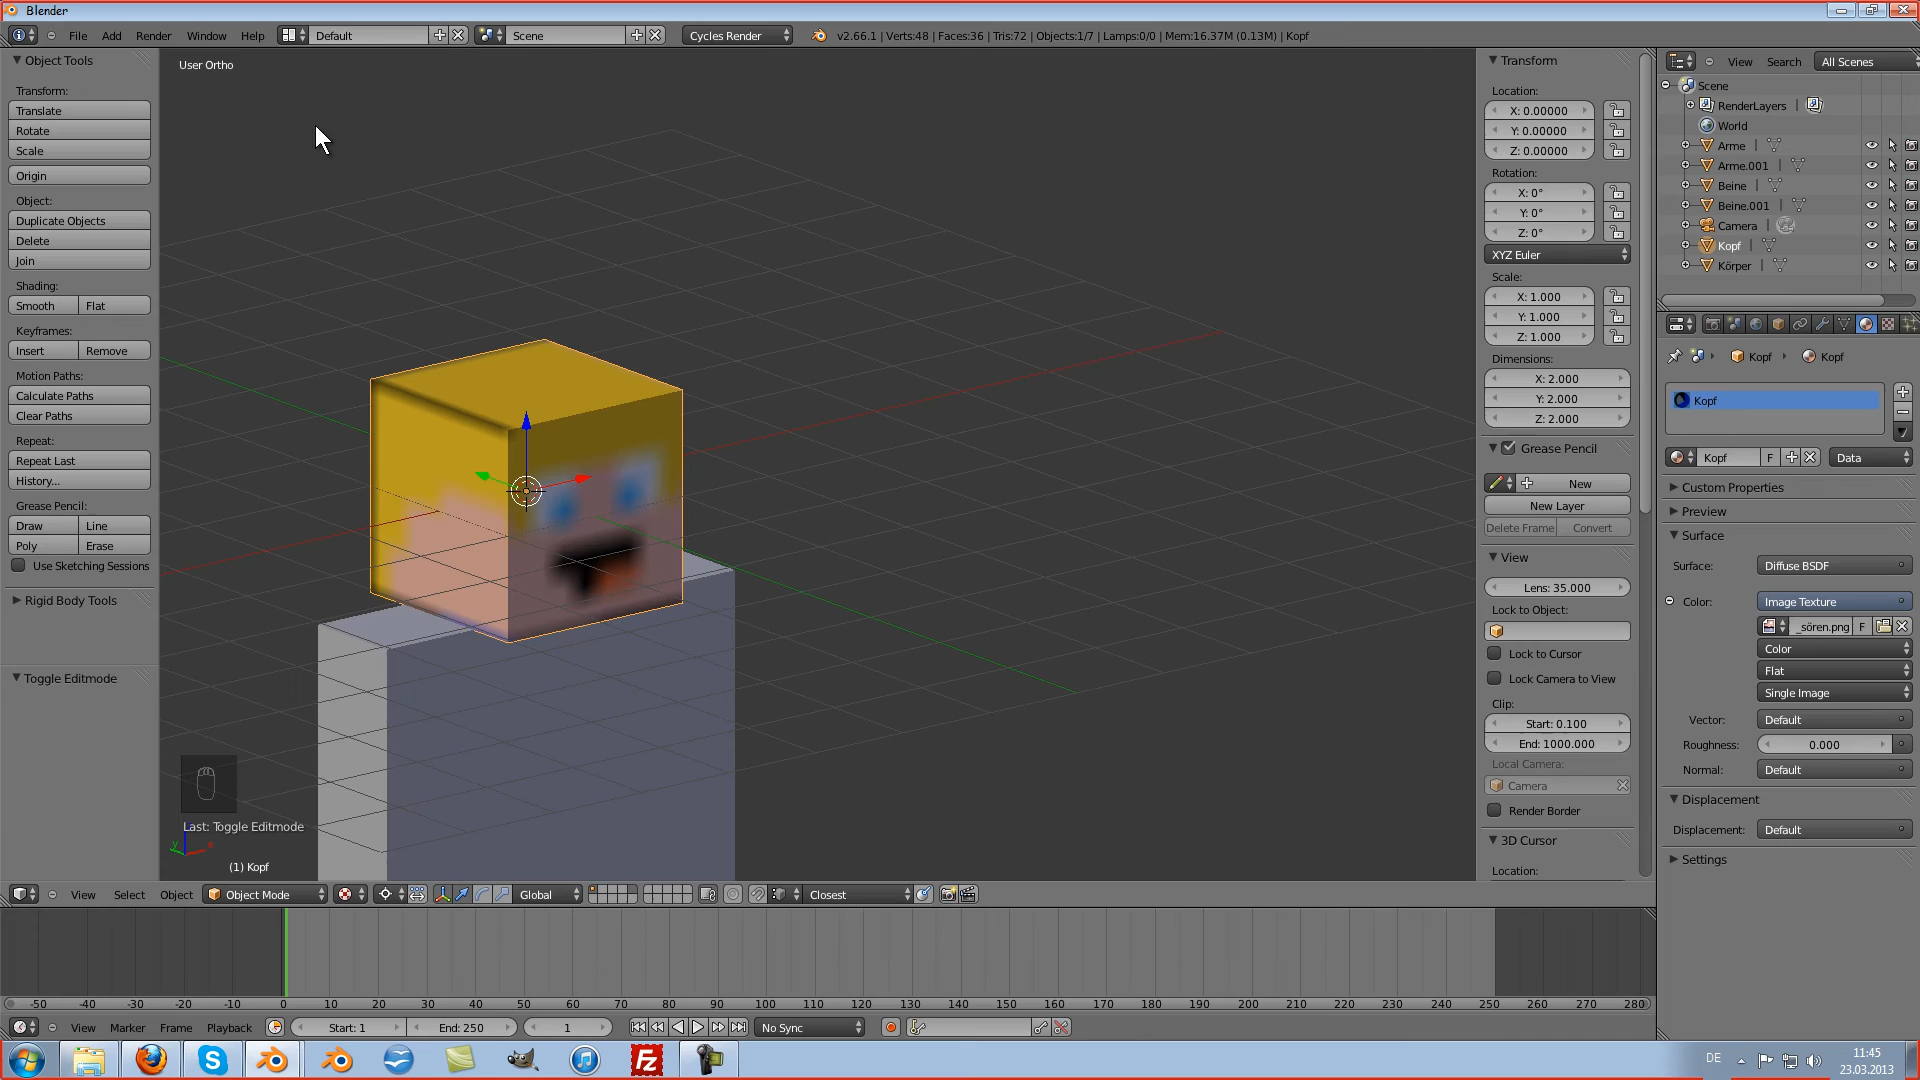 Blender
File Add Render Window Help Default Scene Cycles Render v2.66.1 | Verts:48 | Faces:36 | Tris:72 | Objects:1/7 | Lamps:0/0 | Mem:16.37M (0.13M) | Kopf
Object Tools
Transform:
Translate
Rotate
Scale
Origin
Object:
Duplicate Objects
Delete
Join
Shading:
Smooth Flat
Keyframes:
Insert Remove
Motion Paths:
Calculate Paths
Clear Paths
Repeat:
Repeat Last
History...
Grease Pencil:
Draw Line
Poly Erase
Use Sketching Sessions
Rigid Body Tools
Toggle Editmode
User Ortho
Last: Toggle Editmode
(1) Kopf
Transform
Location:
X: 0.00000
Y: 0.00000
Z: 0.00000
Rotation:
X: 0°
Y: 0°
Z: 0°
XYZ Euler
Scale:
X: 1.000
Y: 1.000
Z: 1.000
Dimensions:
X: 2.000
Y: 2.000
Z: 2.000
Grease Pencil
New
New Layer
Delete Frame Convert
View
Lens: 35.000
Lock to Object:
Lock to Cursor
Lock Camera to View
Clip:
Start: 0.100
End: 1000.000
Local Camera:
Camera
Render Border
3D Cursor
Location:
View Search All Scenes
Scene
RenderLayers
World
Arme
Arme.001
Beine
Beine.001
Camera
Kopf
Körper
Kopf Kopf
Kopf
Kopf F Data
Custom Properties
Preview
Surface
Surface: Diffuse BSDF
Color: Image Texture
_sören.png F
Color
Flat
Single Image
Vector: Default
Roughness: 0.000
Normal: Default
Displacement
Displacement: Default
Settings
View Select Object Object Mode Global Closest
-50 -40 -30 -20 -10 0 10 20 30 40 50 60 70 80 90 100 110 120 130 140 150 160 170 180 190 200 210 220 230 240 250 260 270 280
View Marker Frame Playback Start: 1 End: 250 1 No Sync
Fz
DE
11:45
23.03.2013